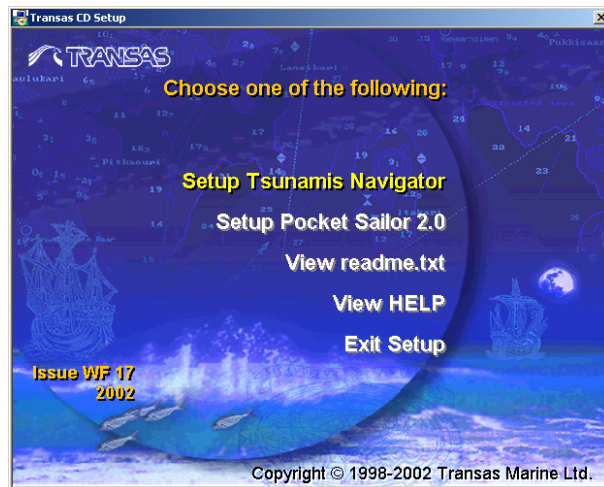 Transas CD Setup
TRANSAS
Choose one of the following:
Setup Tsunamis Navigator
Setup Pocket Sailor 2.0
View readme.txt
View HELP
Exit Setup
Issue WF 17
2002
Copyright © 1998-2002 Transas Marine Ltd.